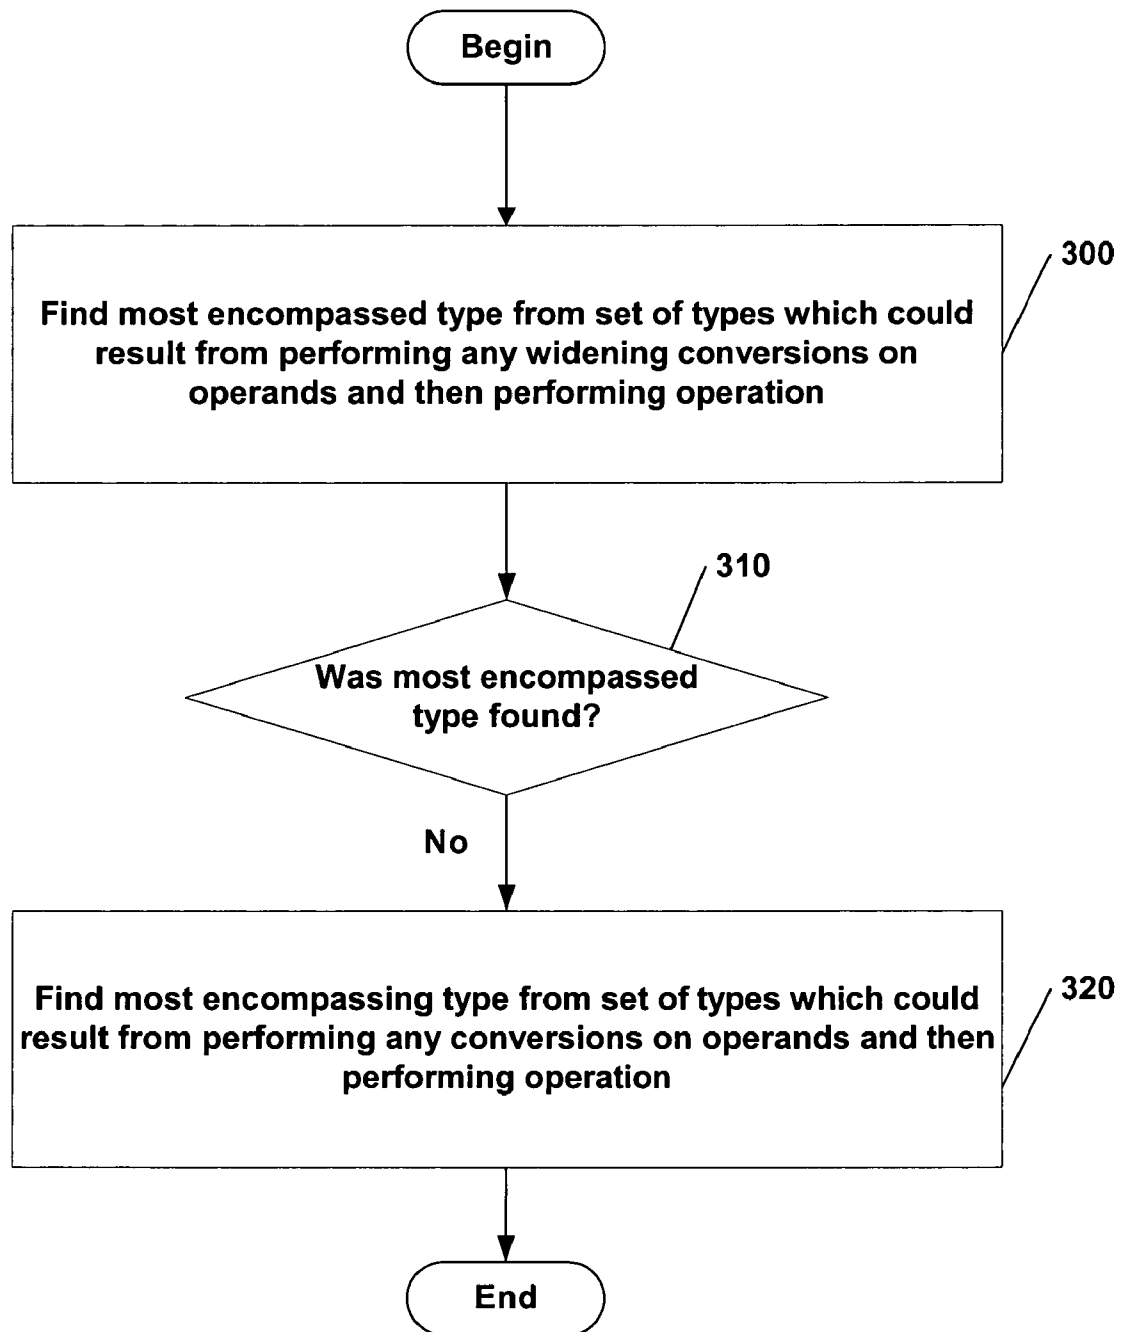 Begin
300
Find most encompassed type from set of types which could
result from performing any widening conversions on
operands and then performing operation
310
Was most encompassed
type found?
No
Find most encompassing type from set of types which could
result from performing any conversions on operands and then
performing operation
320
End